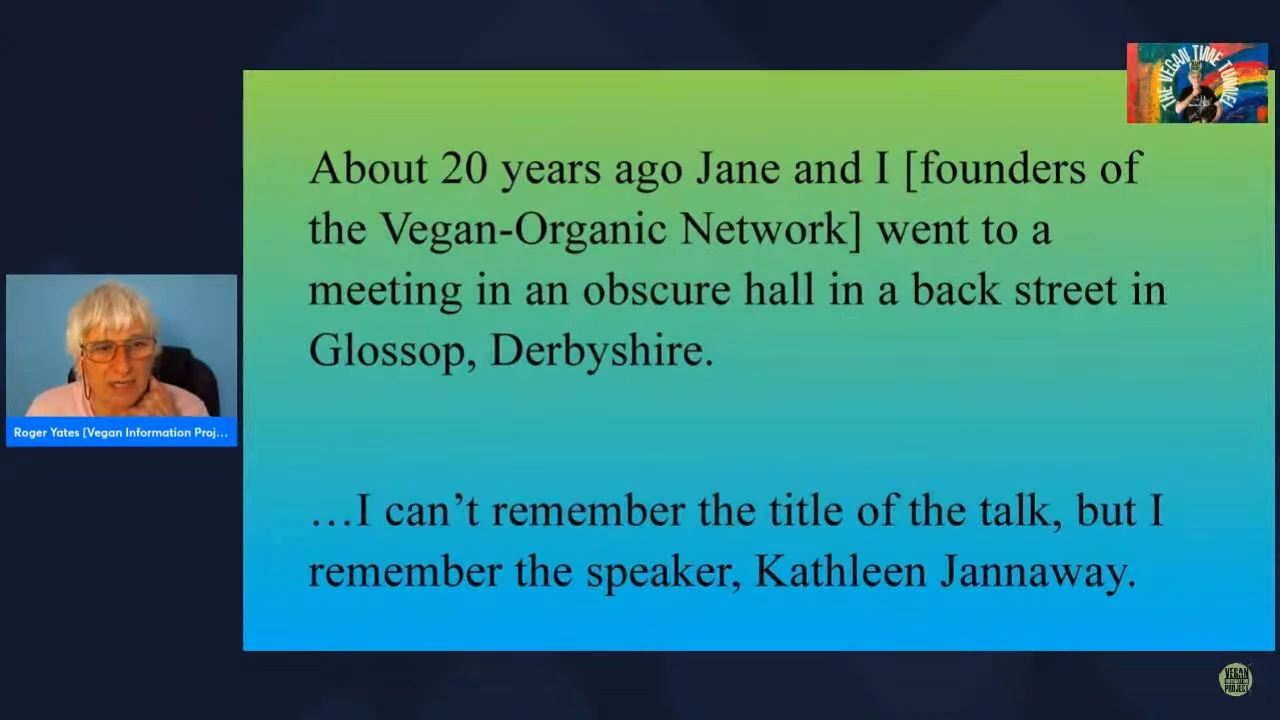 THE VEGAN TIME TUNNEL
About 20 years ago Jane and I [founders of
the Vegan-Organic Network] went to a
meeting in an obscure hall in a back street in
Glossop, Derbyshire.
…I can’t remember the title of the talk, but I
remember the speaker, Kathleen Jannaway.
Roger Yates [Vegan Information Proj...
VEGAN
PROJECT